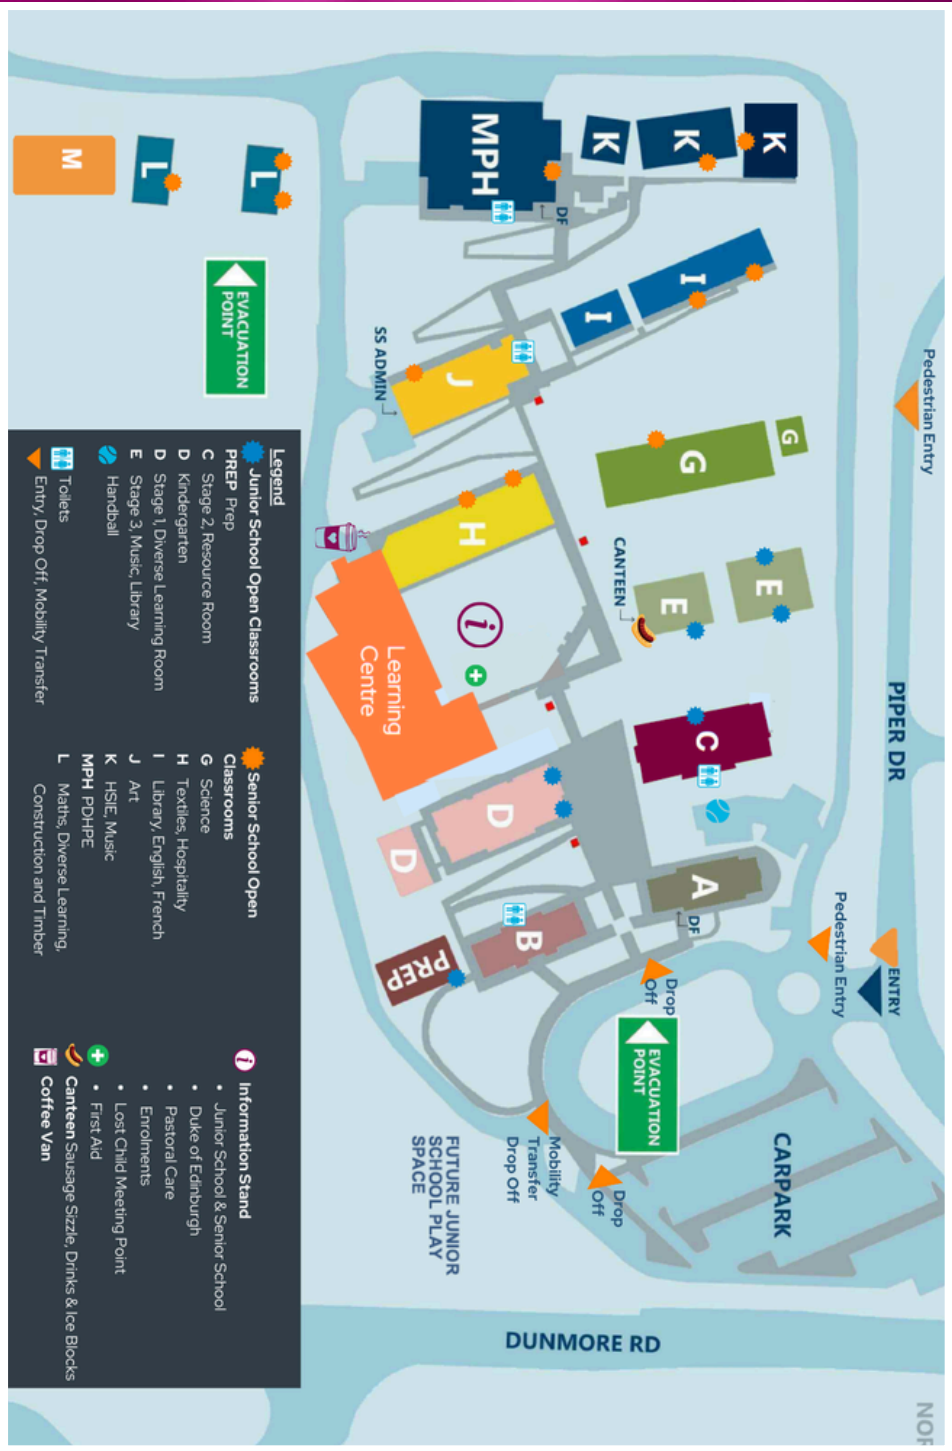 Pedestrian Entry
PIPER DR
ENTRY
Pedestrian Entry
CARPARK
K
K
K
I
I
G
G
E
E
CANTEEN
C
A
DF
Drop
Off
EVACUATION
POINT
Drop
Off
Mobility
Transfer
Drop Off
DUNMORE RD
MPH
DF
J
SS ADMIN
H
i
Learning
Centre
D
D
B
PREP
FUTURE JUNIOR
SCHOOL PLAY
SPACE
L
L
M
EVACUATION
POINT
Legend
Junior School Open Classrooms
PREP Prep
C Stage 2, Resource Room
D Kindergarten
D Stage 1, Diverse Learning Room
E Stage 3, Music, Library
Handball
Toilets
Entry, Drop Off, Mobility Transfer
Senior School Open
Classrooms
G Science
H Textiles, Hospitality
I Library, English, French
J Art
K HSIE, Music
MPH PDHPE
L Maths, Diverse Learning,
Construction and Timber
i Information Stand
• Junior School & Senior School
• Duke of Edinburgh
• Pastoral Care
• Enrolments
• Lost Child Meeting Point
• First Aid
Canteen Sausage Sizzle, Drinks & Ice Blocks
Coffee Van